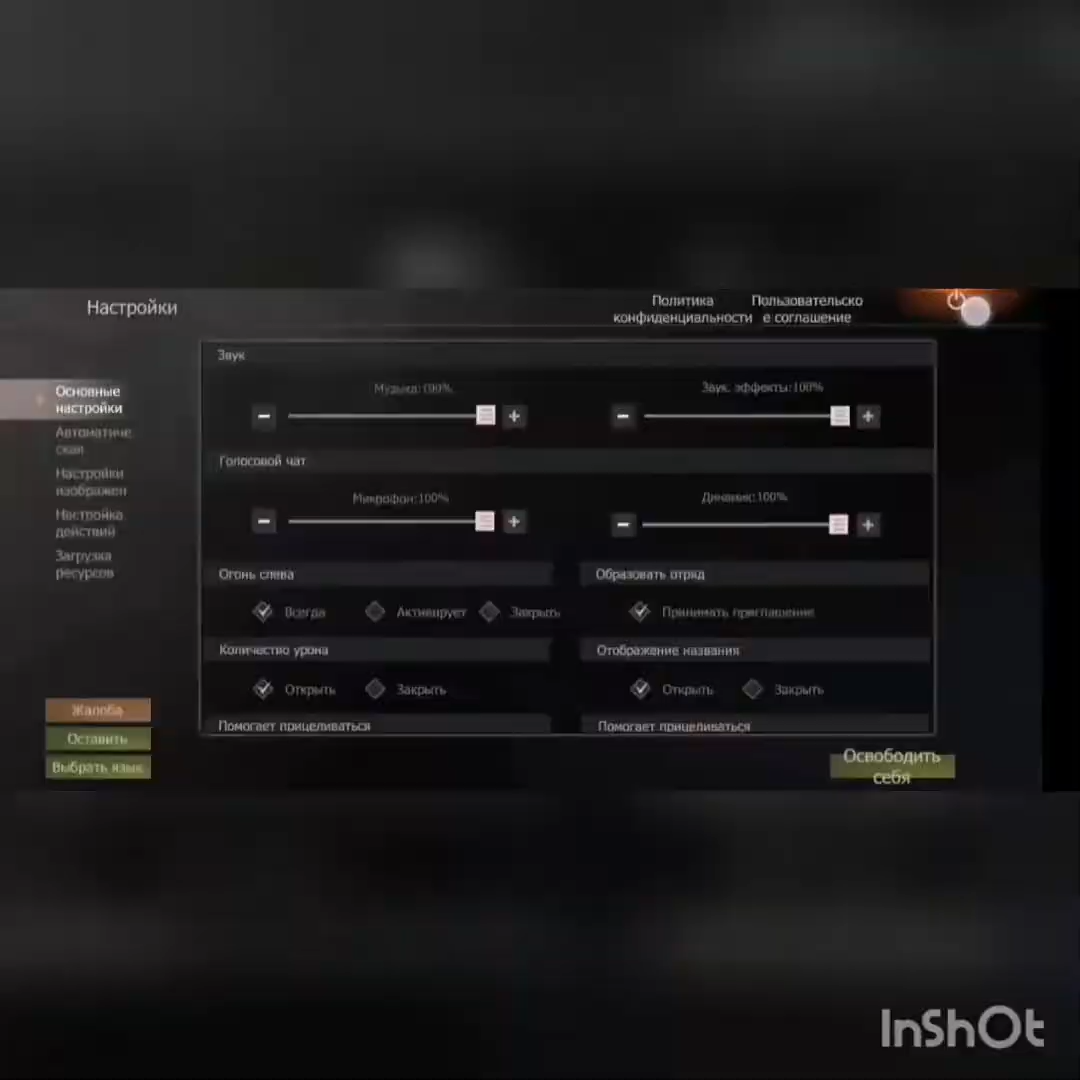 Настройки
Политика
конфиденциальности
Пользовательско
е соглашение
Основные
настройки
Автоматиче
ская
Настройки
изображен
Настройка
действий
Загрузка
ресурсов
Звук
Музыка:100%
Звук. эффекты:100%
Голосовой чат
Микрофон:100%
Динамик:100%
Огонь слева
Образовать отряд
Всегда
Активирует
Закрыть
Принимать приглашение
Количество урона
Отображение названия
Открыть
Закрыть
Открыть
Закрыть
Помогает прицеливаться
Помогает прицеливаться
Жалоба
Оставить
Выбрать язык
Освободить
себя
InShOt